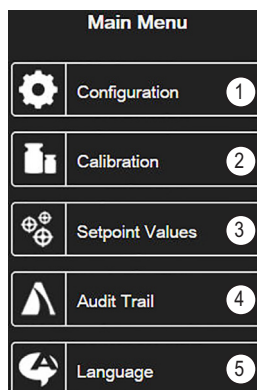 Main Menu
Configuration 1
Calibration 2
Setpoint Values 3
Audit Trail 4
Language 5